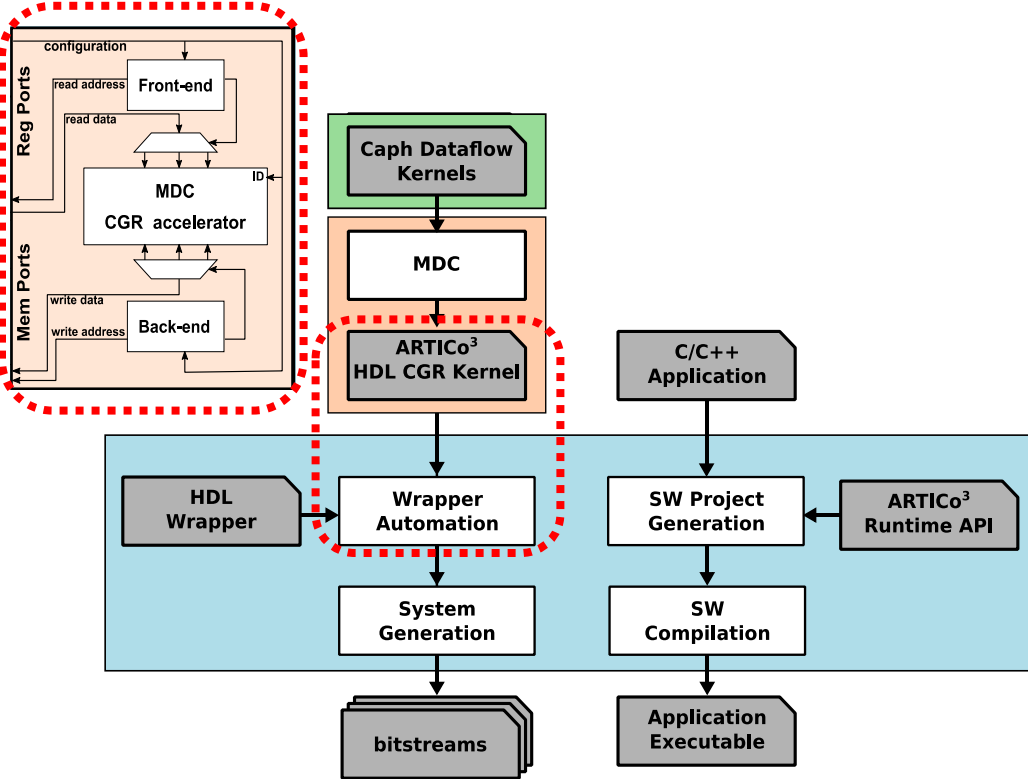 configuration
Reg Ports
read address
Front-end
read data
ID
MDC
CGR accelerator
Mem Ports
write data
write address
Back-end
Caph Dataflow
Kernels
MDC
ARTICo³
HDL CGR Kernel
C/C++
Application
HDL
Wrapper
Wrapper
Automation
SW Project
Generation
ARTICo³
Runtime API
System
Generation
SW
Compilation
bitstreams
Application
Executable